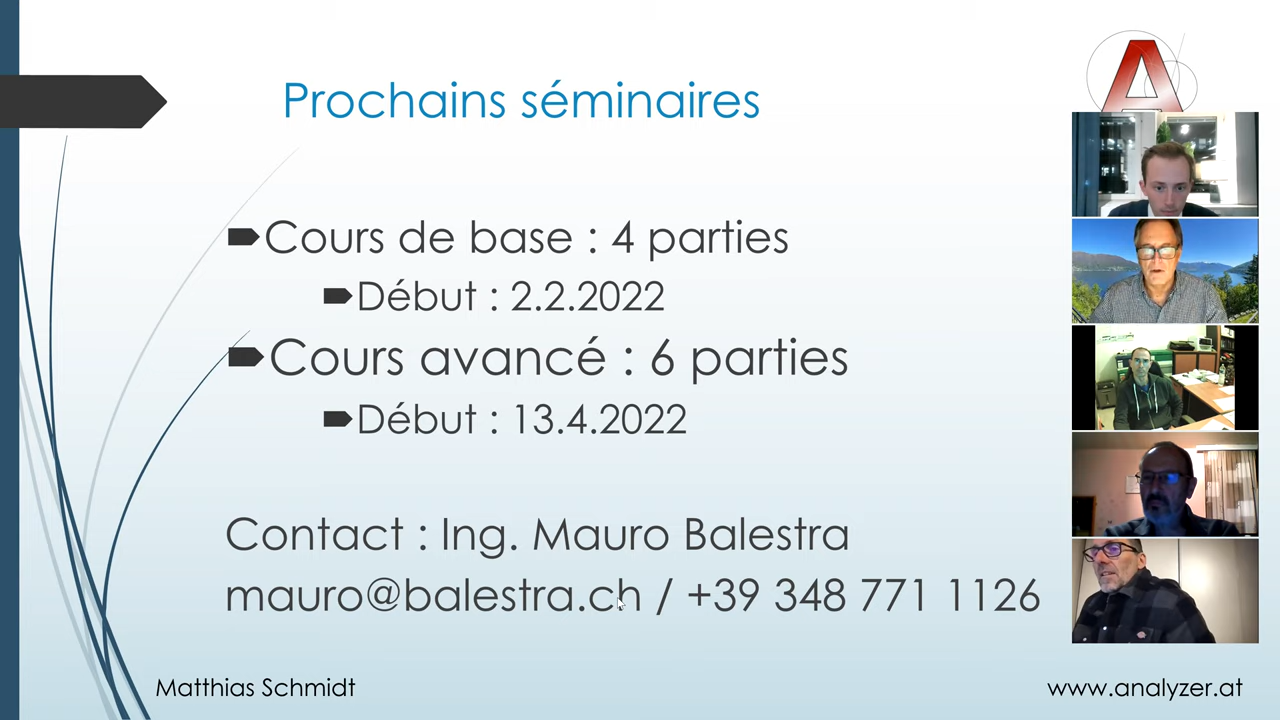 Prochains séminaires
A
Cours de base : 4 parties
Début : 2.2.2022
Cours avancé : 6 parties
Début : 13.4.2022
Contact : Ing. Mauro Balestra
mauro@balestra.ch / +39 348 771 1126
Matthias Schmidt
www.analyzer.at